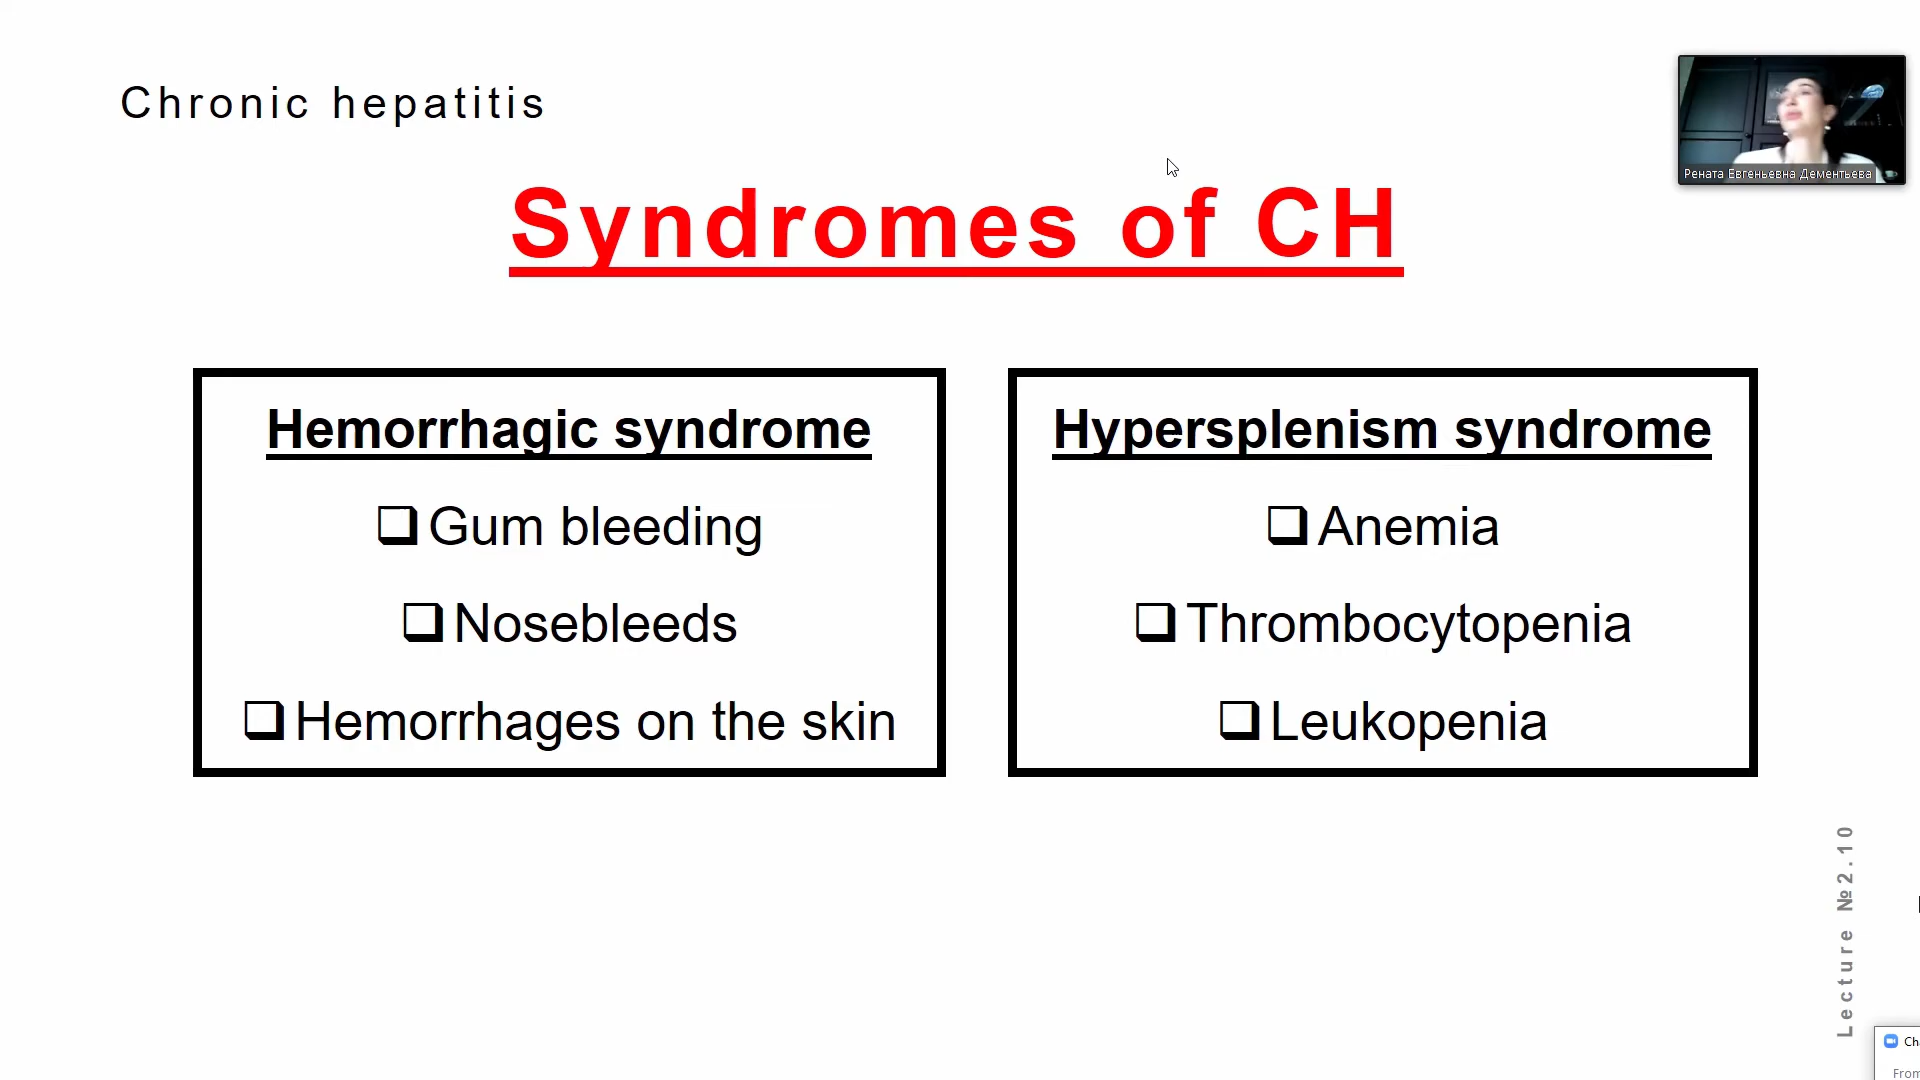 Chronic hepatitis
Рената Евгеньевна Дементьева
Syndromes of CH
Hemorrhagic syndrome
❑ Gum bleeding
❑ Nosebleeds
❑ Hemorrhages on the skin
Hypersplenism syndrome
❑ Anemia
❑ Thrombocytopenia
❑ Leukopenia
Lecture №2.10
From